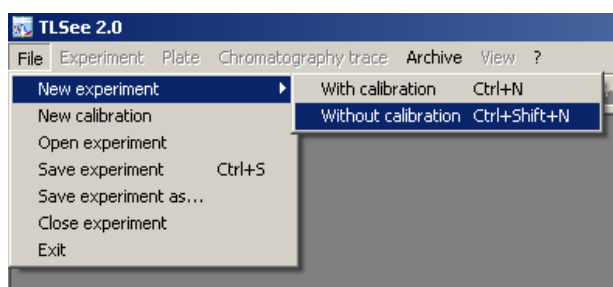 TLSee 2.0
File Experiment Plate Chromatography trace Archive View ?
New experiment
With calibration Ctrl+N
New calibration
Without calibration Ctrl+Shift+N
Open experiment
Save experiment Ctrl+S
Save experiment as...
Close experiment
Exit